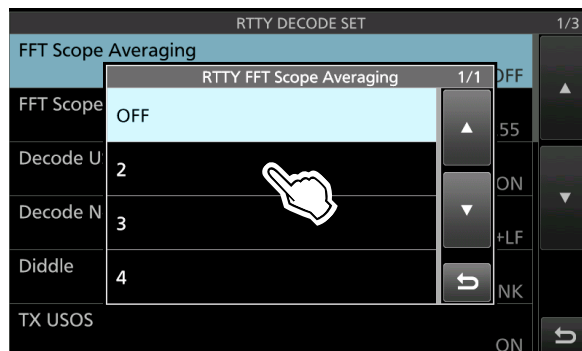 RTTY DECODE SET 1/3
FFT Scope Averaging
OFF
RTTY FFT Scope Averaging 1/1
OFF
2
3
4
FFT Scope
55
Decode U
ON
Decode N
+LF
Diddle
NK
TX USOS
ON